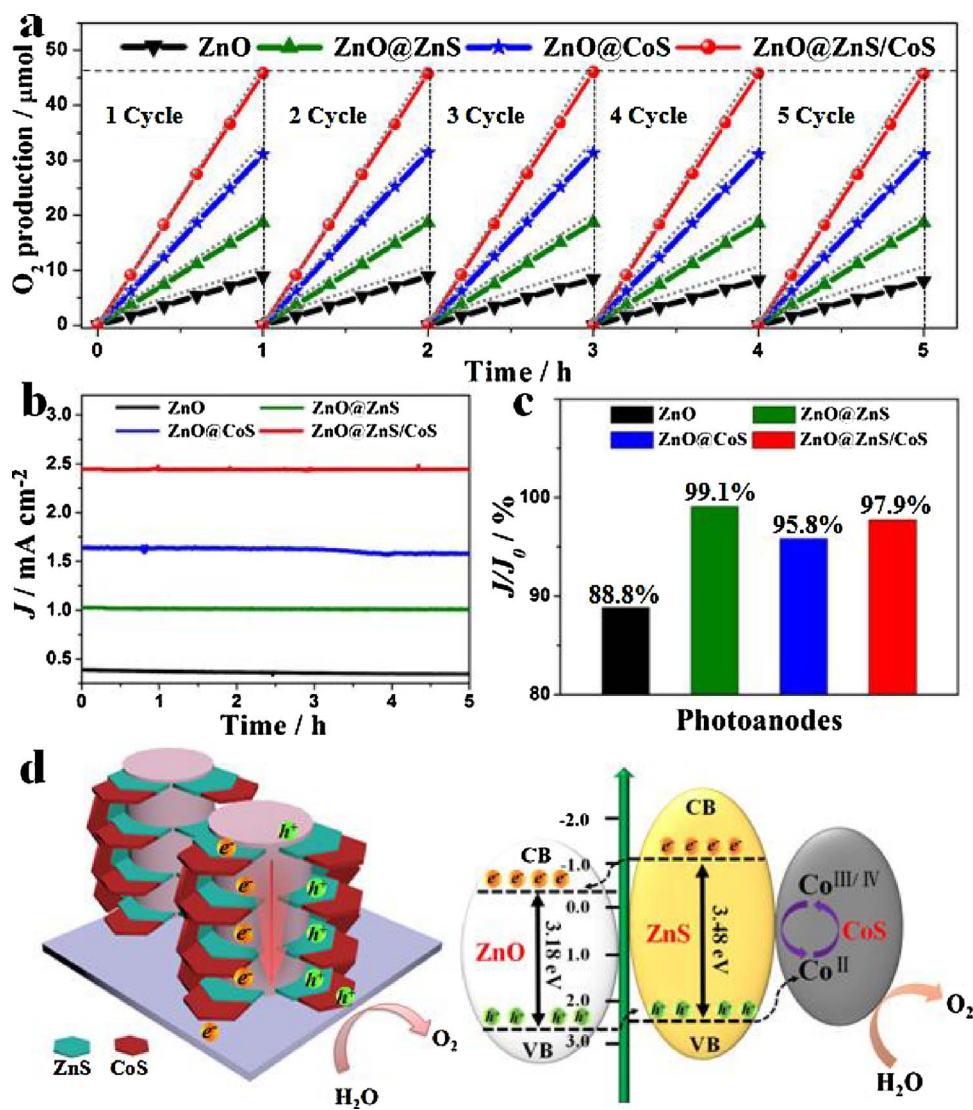 a
ZnO ZnO@ZnS ZnO@CoS ZnO@ZnS/CoS
O₂ production / μmol
50
40
30
20
10
0
1 Cycle 2 Cycle 3 Cycle 4 Cycle 5 Cycle
0 1 2 3 4 5
Time / h
b
ZnO ZnO@ZnS
ZnO@CoS ZnO@ZnS/CoS
J / mA cm⁻²
3.0
2.5
2.0
1.5
1.0
0.5
0 1 2 3 4 5
Time / h
c
ZnO ZnO@ZnS
ZnO@CoS ZnO@ZnS/CoS
J/J₀ / %
100
90
80
88.8% 99.1% 95.8% 97.9%
Photoanodes
d
h⁺
e⁻
e⁻ h⁺
e⁻ h⁺
e⁻ h⁺
h⁺
e⁻
ZnS CoS
H₂O
O₂
CB
e⁻ e⁻ e⁻ e⁻
ZnO
3.18 eV
h⁺ h⁺ h⁺ h⁺
VB
-2.0
-1.0
0.0
1.0
2.0
3.0
CB
e⁻ e⁻ e⁻ e⁻
ZnS
3.48 eV
h⁺ h⁺ h⁺ h⁺
VB
Co III/ IV
CoS
Co II
O₂
H₂O